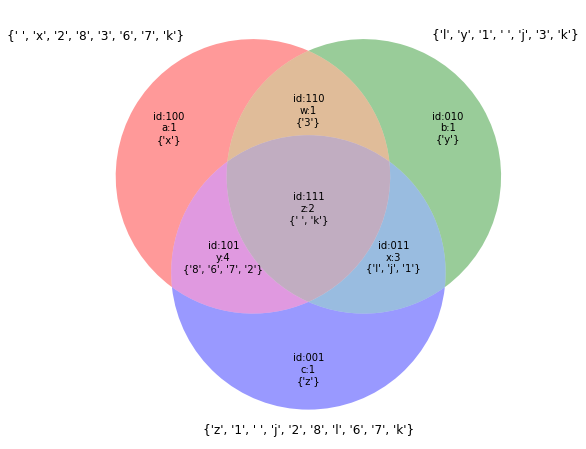 {' ', 'x', '2', '8', '3', '6', '7', 'k'}
{'l', 'y', '1', ' ', 'j', '3', 'k'}
id:100
a:1
{'x'}
id:110
w:1
{'3'}
id:010
b:1
{'y'}
id:111
z:2
{' ', 'k'}
id:101
y:4
{'8', '6', '7', '2'}
id:011
x:3
{'l', 'j', '1'}
id:001
c:1
{'z'}
{'z', '1', ' ', 'j', '2', '8', 'l', '6', '7', 'k'}